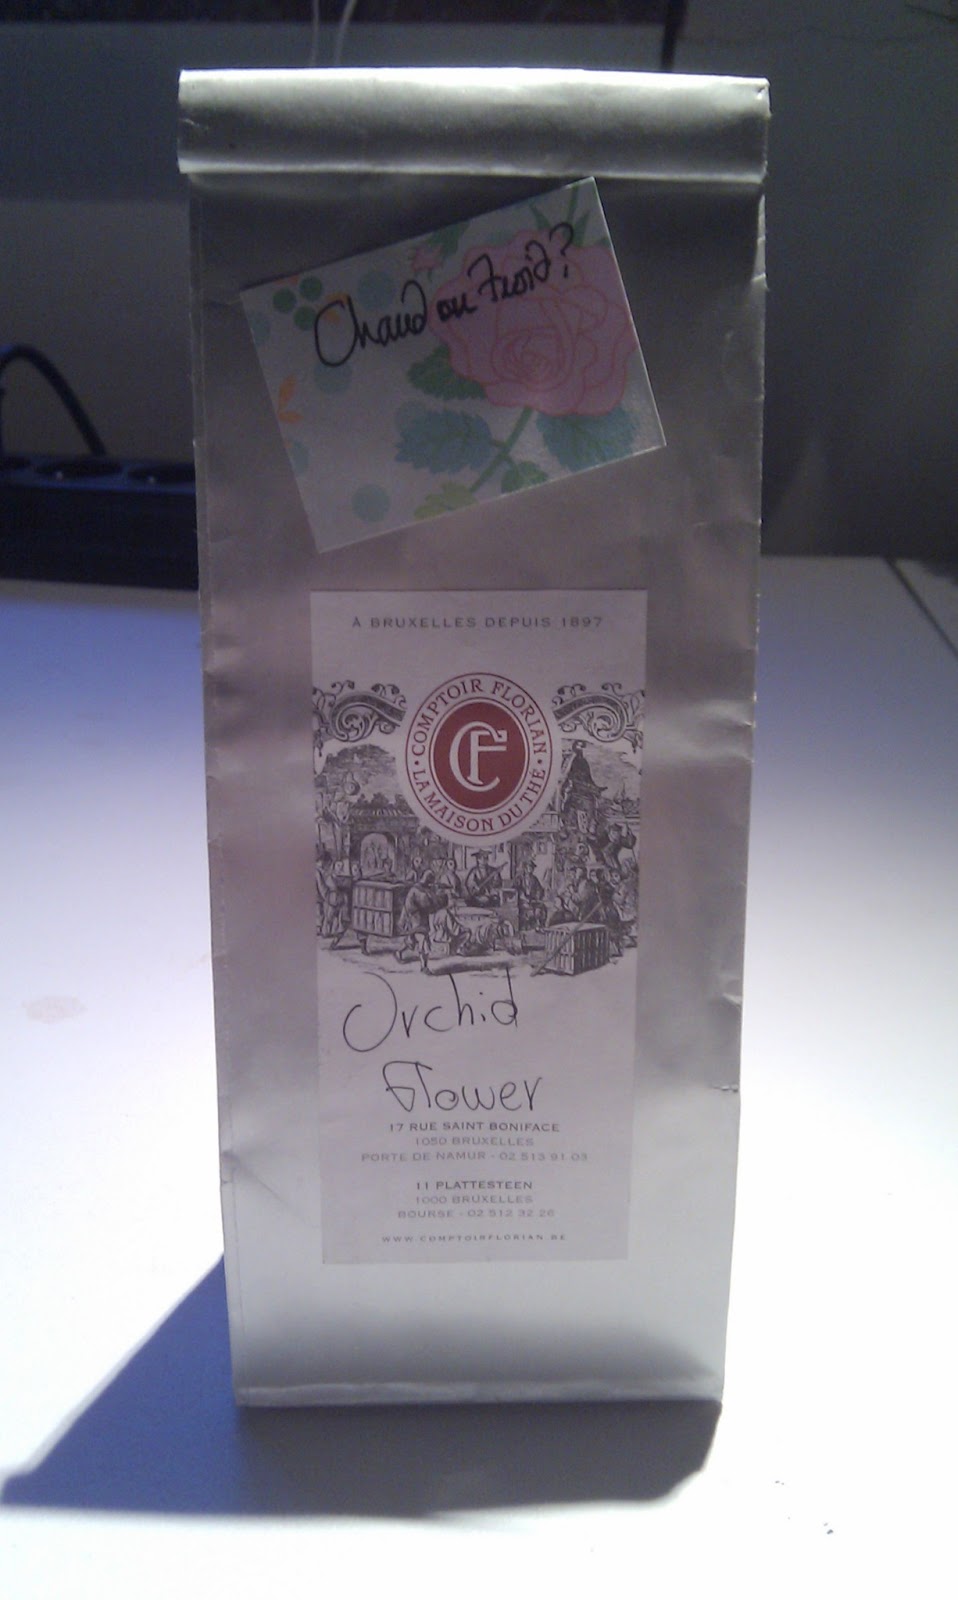 Chaud ou Froid?
À BRUXELLES DEPUIS 1897
COMPTOIR FLORIAN
CF
LA MAISON DU THÉ
Orchid
Flower
17 RUE SAINT BONIFACE
1050 BRUXELLES
PORTE DE NAMUR - 02 513 91 03
11 PLATTESTEEN
1000 BRUXELLES
BOURSE - 02 512 32 26
WWW.COMPTOIRFLORIAN.BE